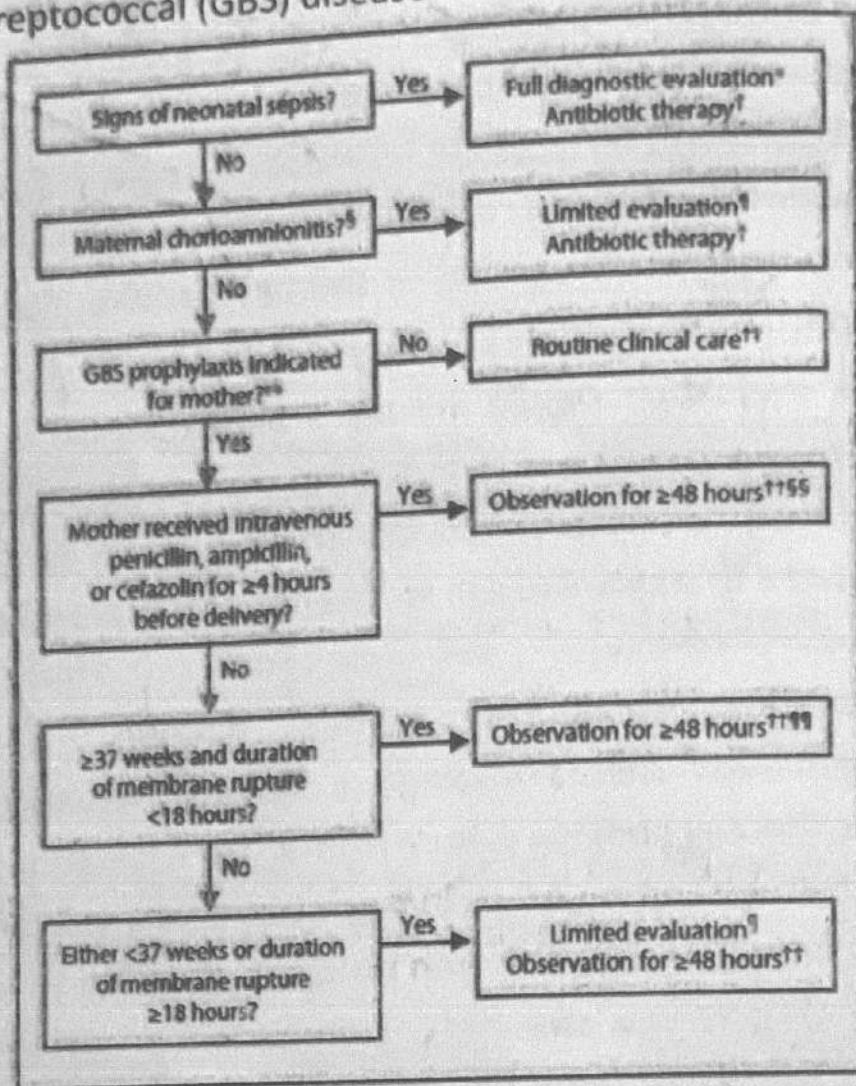 reptococcal (GBS) disease
Signs of neonatal sepsis?
Yes
Full diagnostic evaluation*
Antibiotic therapy†
No
Maternal chorioamnionitis?§
Yes
Limited evaluation¶
Antibiotic therapy†
No
GBS prophylaxis indicated
for mother?**
No
Routine clinical care††
Yes
Mother received intravenous
penicillin, ampicillin,
or cefazolin for ≥4 hours
before delivery?
Yes
Observation for ≥48 hours††§§
No
≥37 weeks and duration
of membrane rupture
<18 hours?
Yes
Observation for ≥48 hours††¶¶
No
Either <37 weeks or duration
of membrane rupture
≥18 hours?
Yes
Limited evaluation¶
Observation for ≥48 hours††